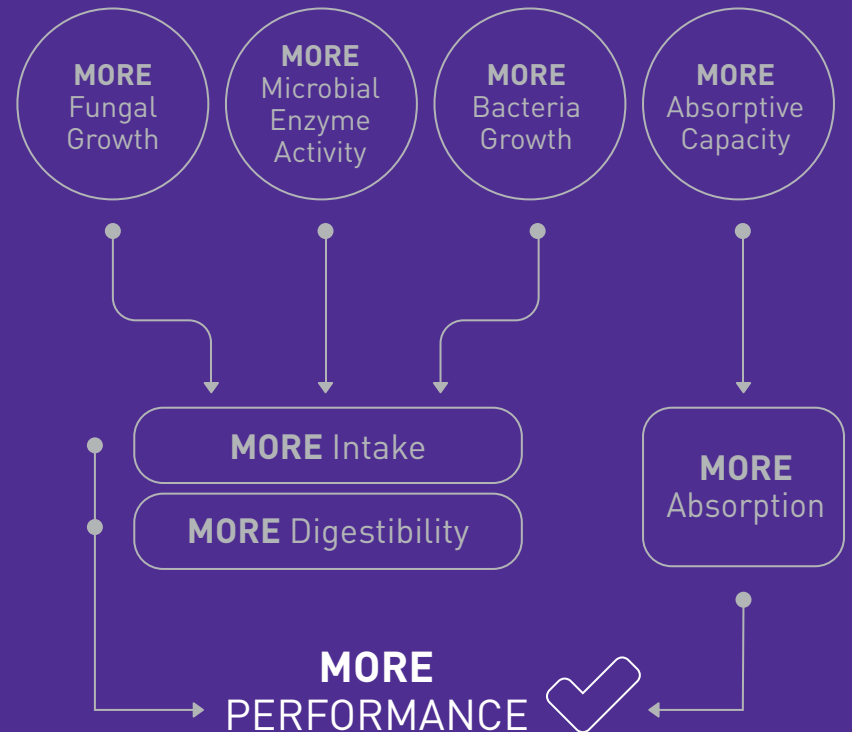 MORE
Fungal
Growth
MORE
Microbial
Enzyme
Activity
MORE
Bacteria
Growth
MORE
Absorptive
Capacity
MORE Intake
MORE Digestibility
MORE
Absorption
MORE
PERFORMANCE